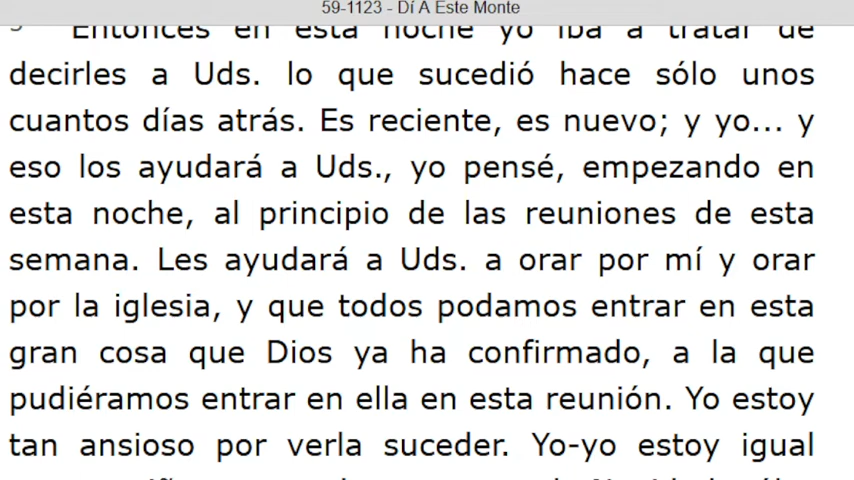 59-1123 - Dí A Este Monte
Entonces en esta noche yo iba a tratar de
decirles a Uds. lo que sucedió hace sólo unos
cuantos días atrás. Es reciente, es nuevo; y yo... y
eso los ayudará a Uds., yo pensé, empezando en
esta noche, al principio de las reuniones de esta
semana. Les ayudará a Uds. a orar por mí y orar
por la iglesia, y que todos podamos entrar en esta
gran cosa que Dios ya ha confirmado, a la que
pudiéramos entrar en ella en esta reunión. Yo estoy
tan ansioso por verla suceder. Yo-yo estoy igual